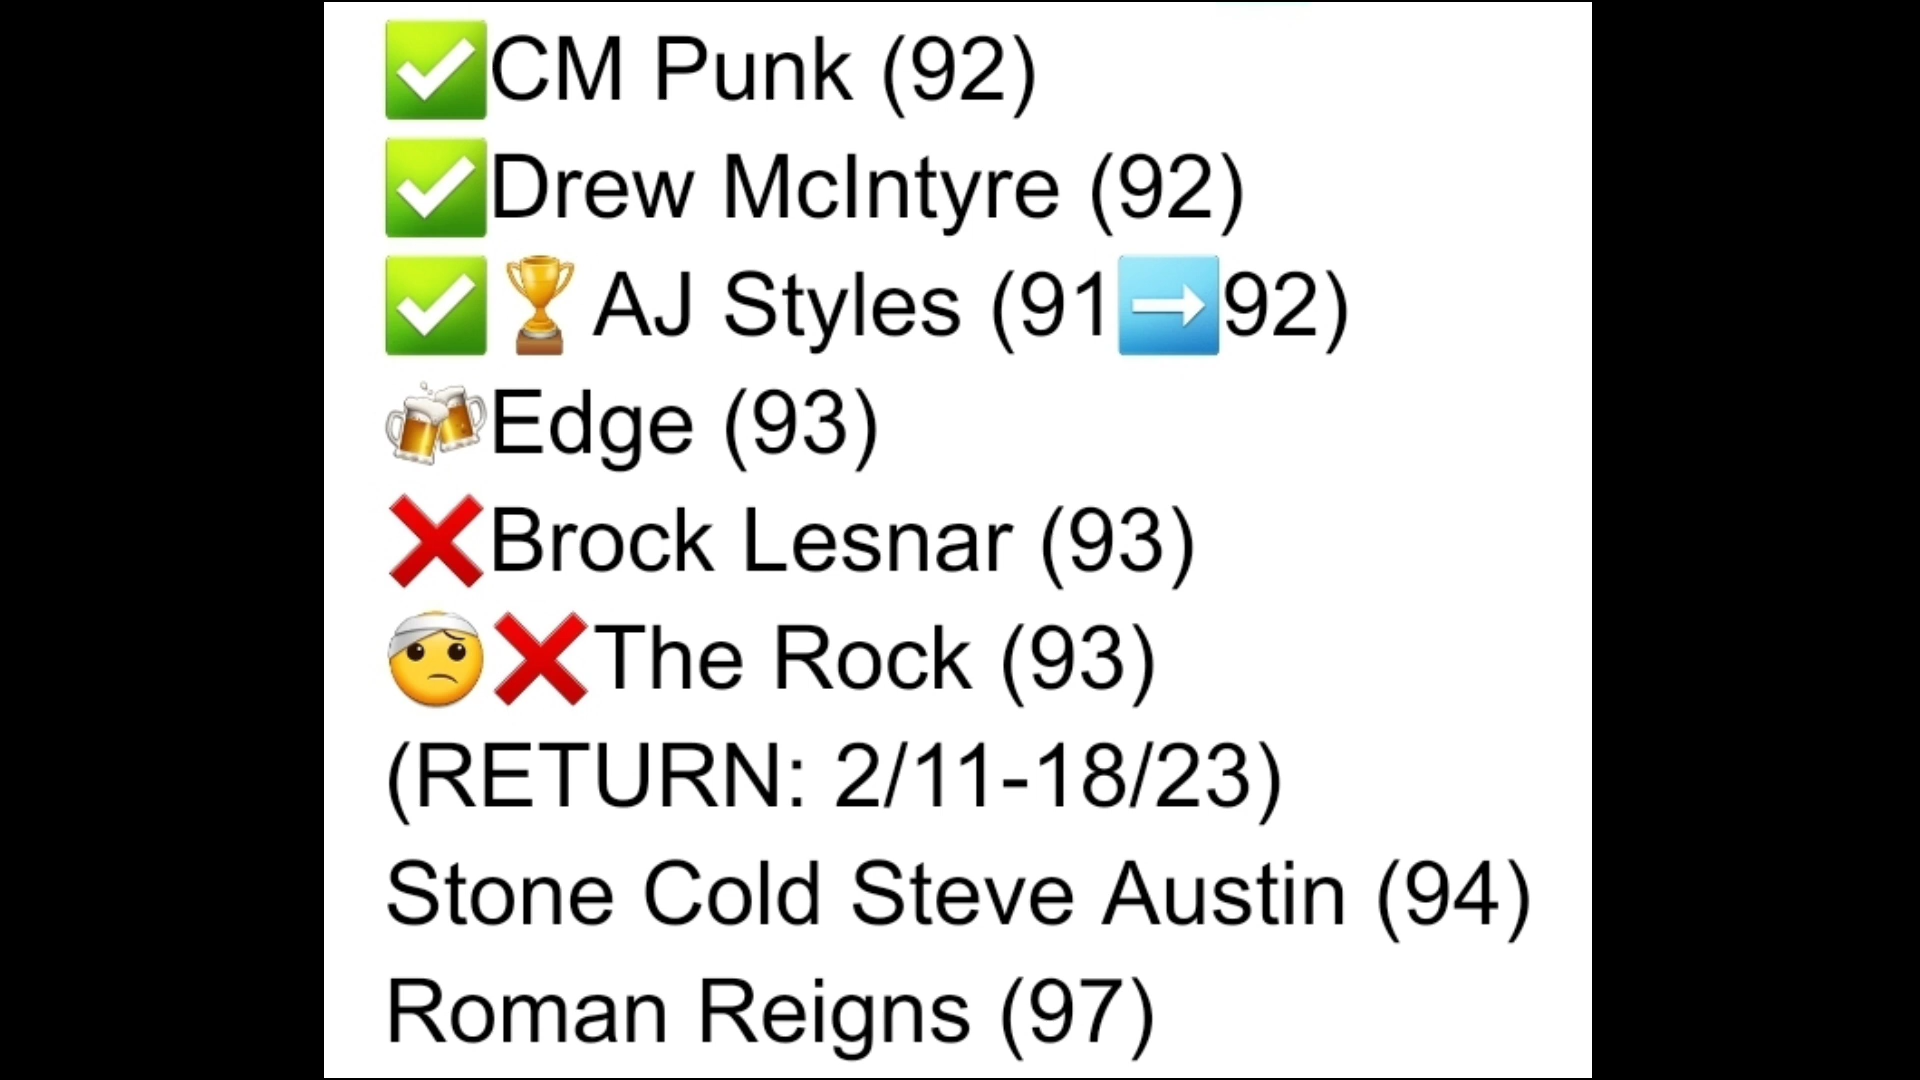 ✅CM Punk (92)
✅Drew McIntyre (92)
✅🏆AJ Styles (91➡️92)
🍻Edge (93)
❌Brock Lesnar (93)
🤕❌The Rock (93)
(RETURN: 2/11-18/23)
Stone Cold Steve Austin (94)
Roman Reigns (97)